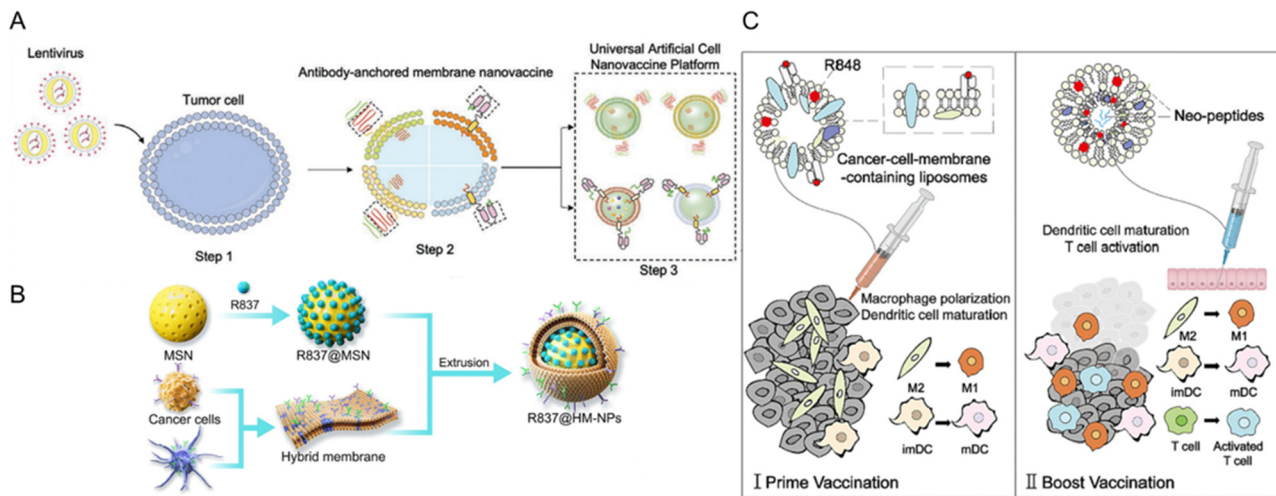 A
Lentivirus
Tumor cell
Step 1
Antibody-anchored membrane nanovaccine
Step 2
Universal Artificial Cell
Nanovaccine Platform
Step 3
B
MSN
R837
R837@MSN
Cancer cells
Hybrid membrane
Extrusion
R837@HM-NPs
C
R848
Cancer-cell-membrane
-containing liposomes
Macrophage polarization
Dendritic cell maturation
M2
M1
imDC
mDC
I Prime Vaccination
Neo-peptides
Dendritic cell maturation
T cell activation
M2
M1
imDC
mDC
T cell
Activated
T cell
II Boost Vaccination